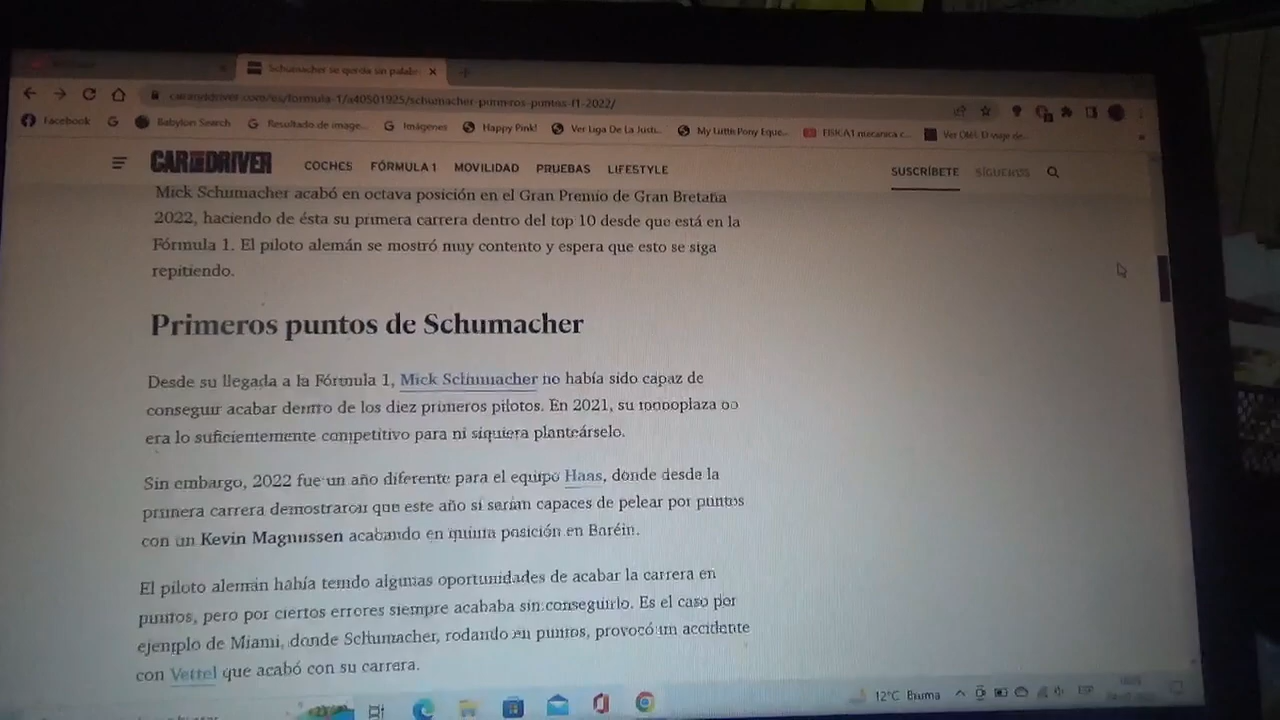 Schumacher se queda sin palabr
caranddriver.com/es/formula-1/a40501925/schumacher-primeros-puntos-f1-2022/
Facebook
Babylon Search
Resultado de image...
Imágenes
Happy Pink!
Ver Liga De La Justi...
My Little Pony Eque...
FISICA1 mecanica c...
CAR AND DRIVER
COCHES FÓRMULA 1 MOVILIDAD PRUEBAS LIFESTYLE
SUSCRÍBETE SÍGUENOS
Mick Schumacher acabó en octava posición en el Gran Premio de Gran Bretaña
2022, haciendo de ésta su primera carrera dentro del top 10 desde que está en la
Fórmula 1. El piloto alemán se mostró muy contento y espera que esto se siga
repitiendo.
Primeros puntos de Schumacher
Desde su llegada a la Fórmula 1, Mick Schumacher no había sido capaz de
conseguir acabar dentro de los diez primeros pilotos. En 2021, su monoplaza no
era lo suficientemente competitivo para ni siquiera planteárselo.
Sin embargo, 2022 fue un año diferente para el equipo Haas, donde desde la
primera carrera demostraron que este año si serían capaces de pelear por puntos
con un Kevin Magnussen acabando en quinta posición en Baréin.
El piloto alemán había tenido algunas oportunidades de acabar la carrera en
puntos, pero por ciertos errores siempre acababa sin conseguirlo. Es el caso por
ejemplo de Miami, donde Schumacher, rodando en puntos, provocó un accidente
con Vettel que acabó con su carrera.
12°C Bruma
ESP